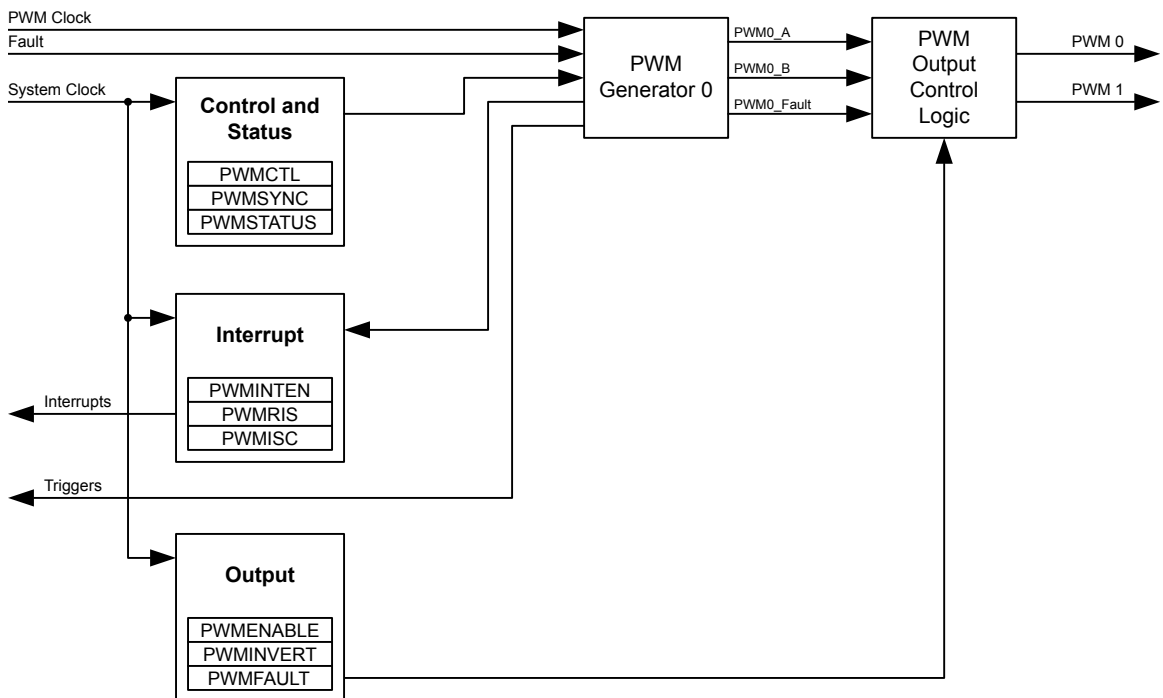 PWM Clock
Fault
System Clock
Control and
Status
PWMCTL
PWMSYNC
PWMSTATUS
Interrupt
PWMINTEN
PWMRIS
PWMISC
Interrupts
Triggers
Output
PWMENABLE
PWMINVERT
PWMFAULT
PWM
Generator 0
PWM0_A
PWM0_B
PWM0_Fault
PWM
Output
Control
Logic
PWM 0
PWM 1